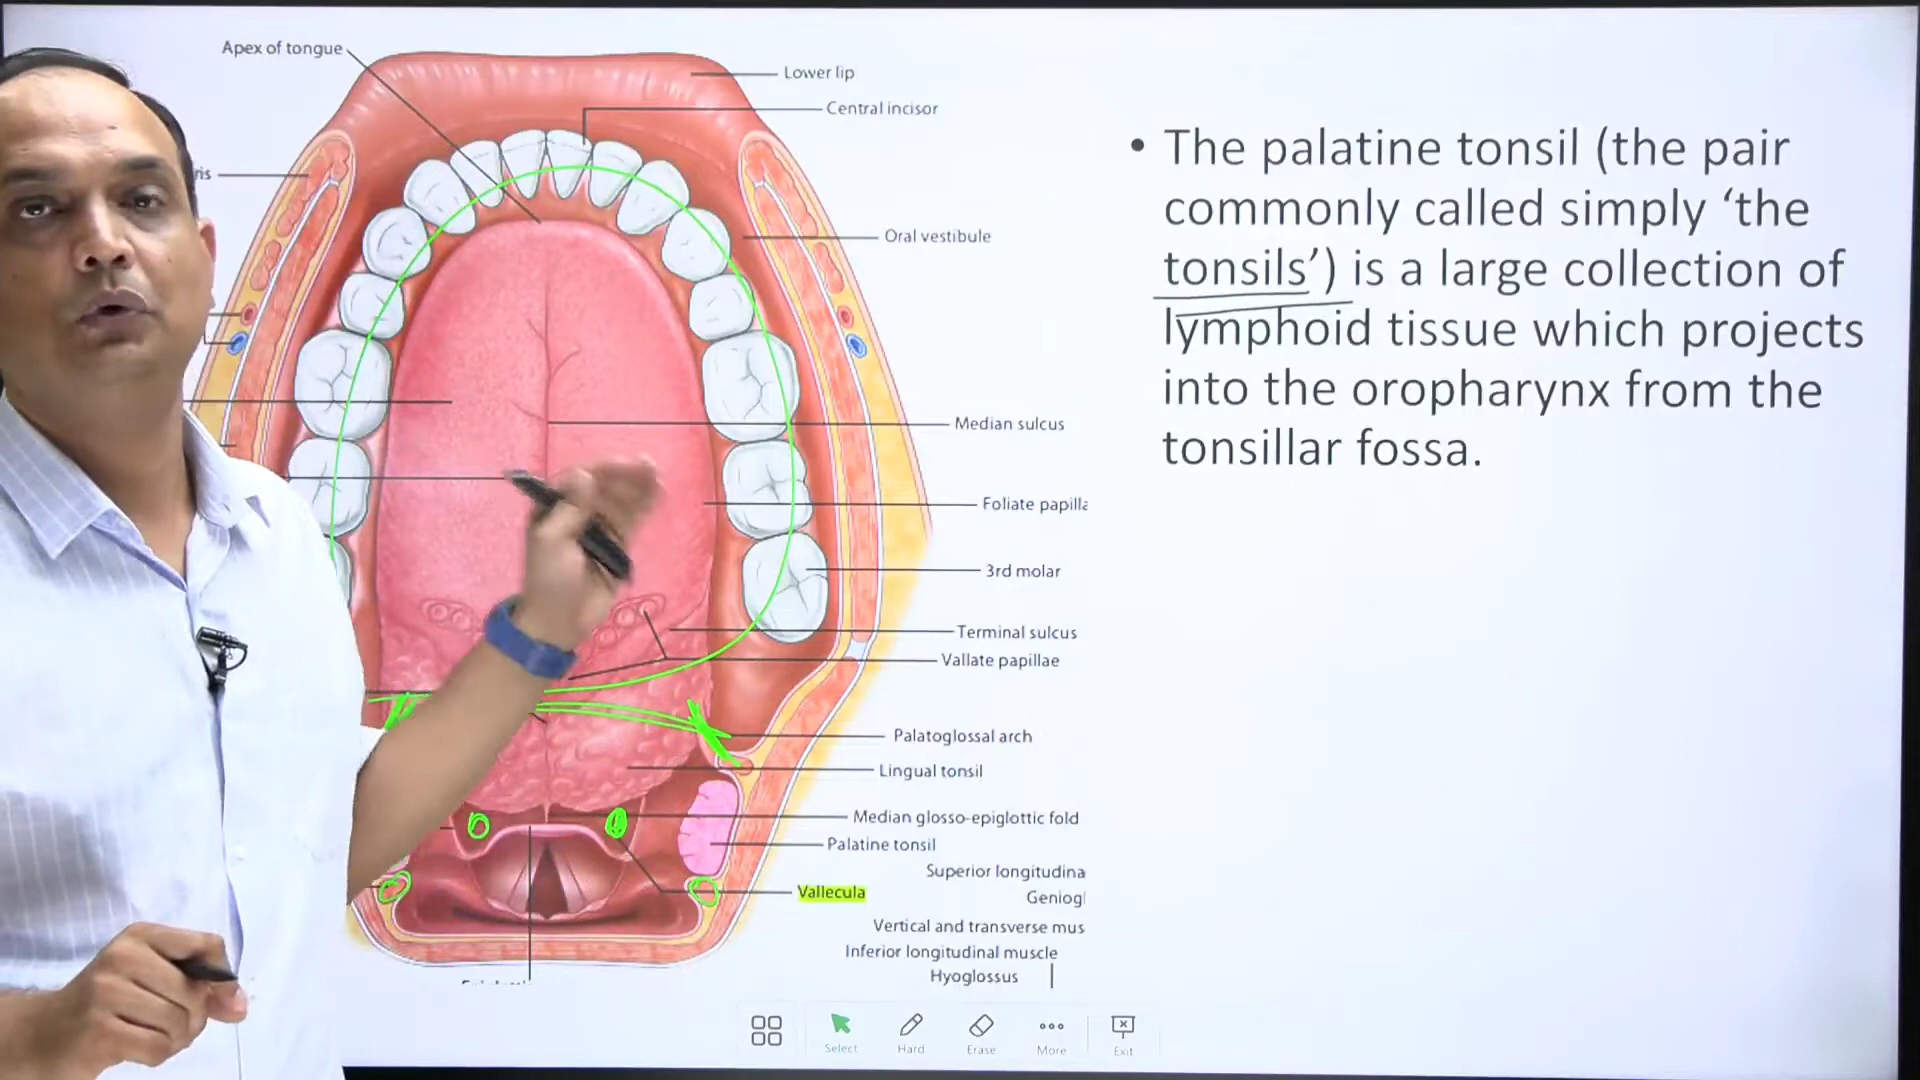 Apex of tongue
Lower lip
Central incisor
ris
Oral vestibule
Median sulcus
Foliate papilla
3rd molar
Terminal sulcus
Vallate papillae
Palatoglossal arch
Lingual tonsil
Median glosso-epiglottic fold
Palatine tonsil
Superior longitudina
Geniogl
Vallecula
Vertical and transverse mus
Inferior longitudinal muscle
Hyoglossus
• The palatine tonsil (the pair
commonly called simply ‘the
tonsils’) is a large collection of
lymphoid tissue which projects
into the oropharynx from the
tonsillar fossa.
Select
Hard
Erase
More
Exit